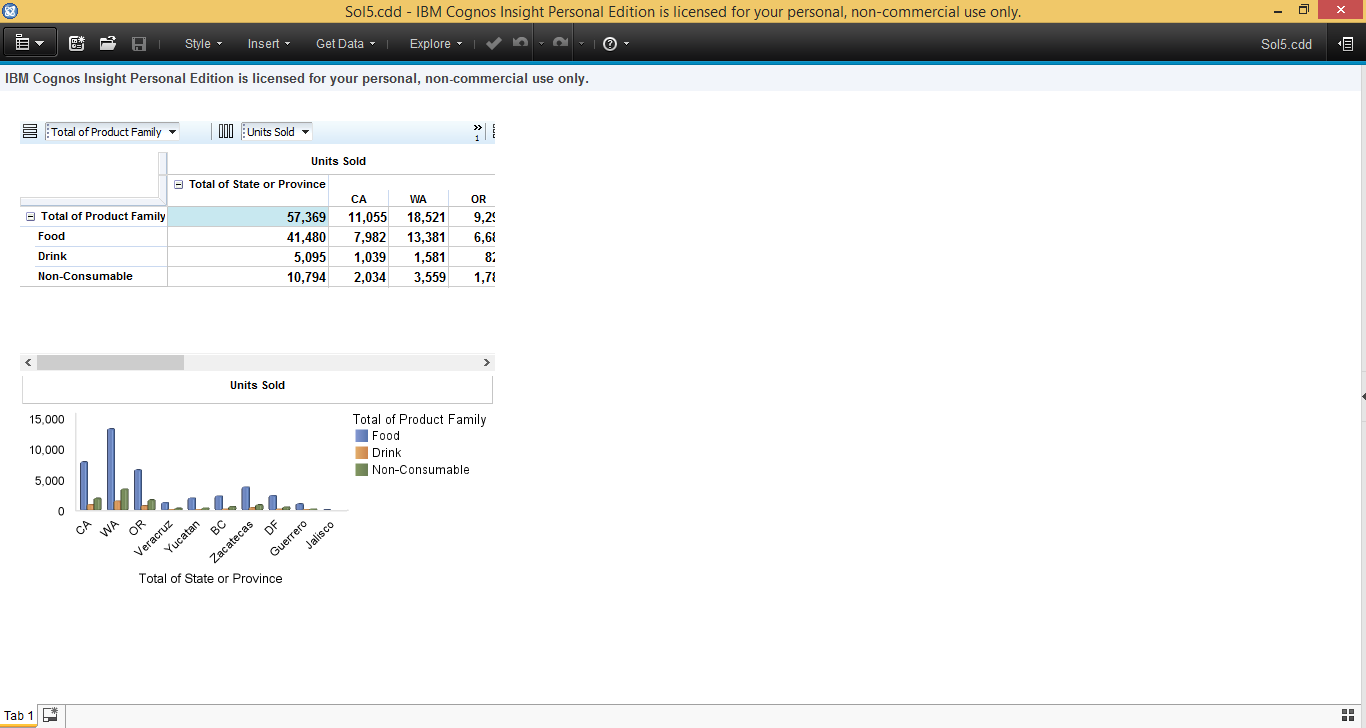 Sol5.cdd - IBM Cognos Insight Personal Edition is licensed for your personal, non-commercial use only.
Style Insert Get Data Explore Sol5.cdd
IBM Cognos Insight Personal Edition is licensed for your personal, non-commercial use only.
Total of Product Family Units Sold 1
Units Sold
Total of State or Province
CA WA OR
Total of Product Family 57,369 11,055 18,521
Food 41,480 7,982 13,381
Drink 5,095 1,039 1,581
Non-Consumable 10,794 2,034 3,559
Units Sold
15,000
10,000
5,000
0
CA WA OR Veracruz Yucatan BC Zacatecas DF Guerrero Jalisco
Total of State or Province
Total of Product Family
Food
Drink
Non-Consumable
Tab 1